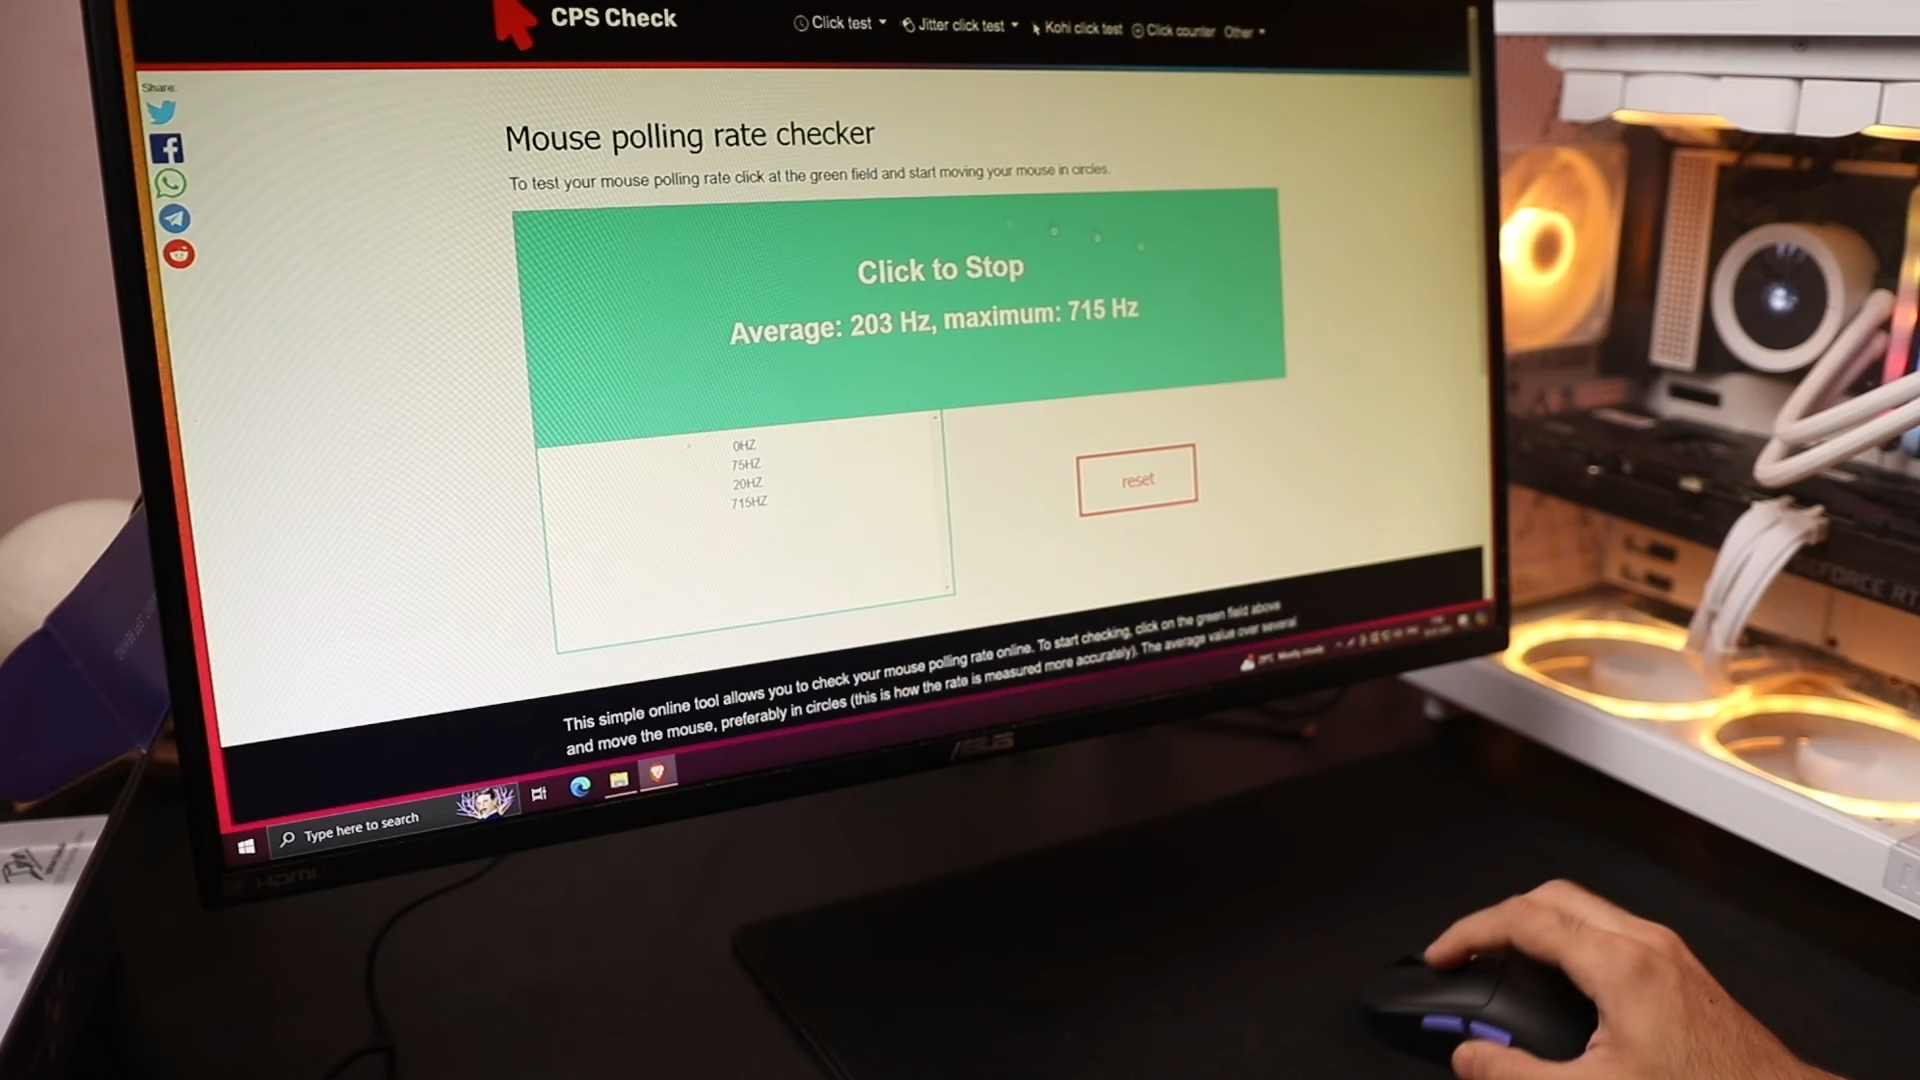 CPS Check
Click test
Jitter click test
Kohi click test
Click counter
Other
Share:
Mouse polling rate checker
To test your mouse polling rate click at the green field and start moving your mouse in circles.
Click to Stop
Average: 203 Hz, maximum: 715 Hz
0HZ
75HZ
20HZ
715HZ
reset
This simple online tool allows you to check your mouse polling rate online. To start checking, click on the green field above
and move the mouse, preferably in circles (this is how the rate is measured more accurately). The average value over several
Type here to search
ASUS
HDMI
GEFORCE RT